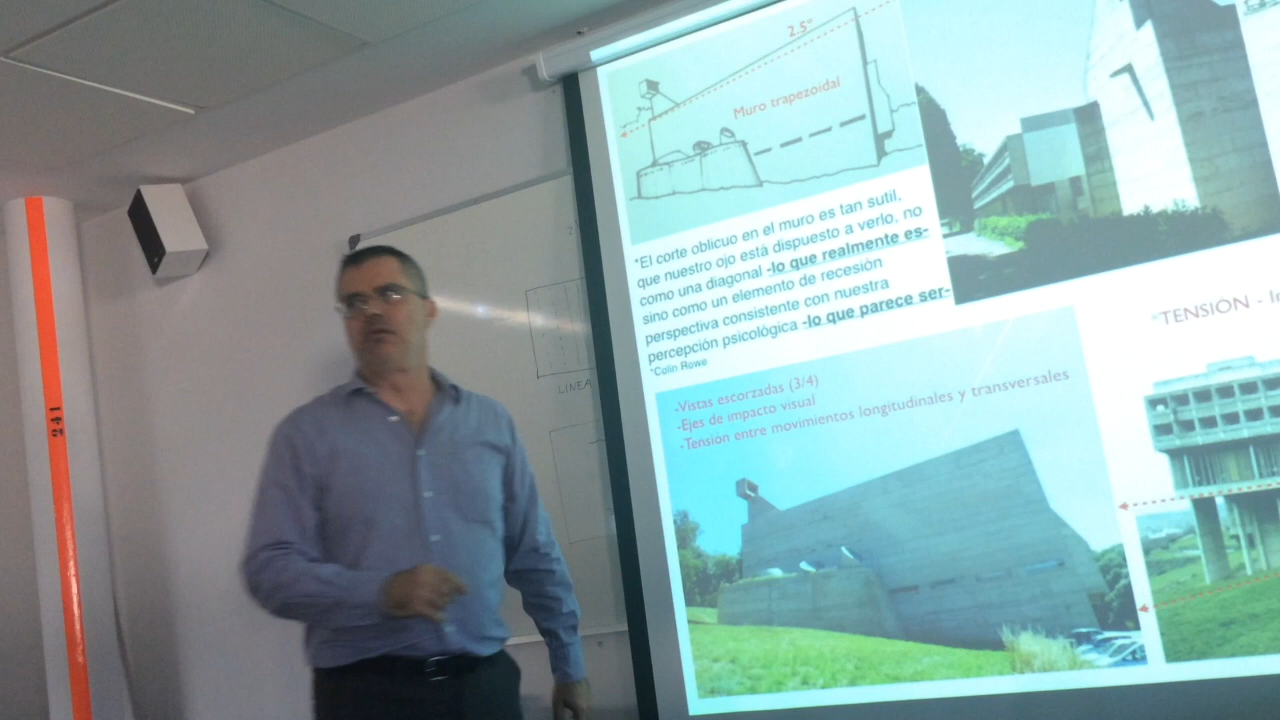 241
LINEA
2.5°
Muro trapezoidal
"El corte oblicuo en el muro es tan sutil,
que nuestro ojo está dispuesto a verlo, no
como una diagonal -lo que realmente es-
sino como un elemento de recesión
perspectiva consistente con nuestra
percepción psicológica -lo que parece ser-
*Colin Rowe
-Vistas escorzadas (3/4)
-Ejes de impacto visual
-Tensión entre movimientos longitudinales y transversales
*TENSIÓN -